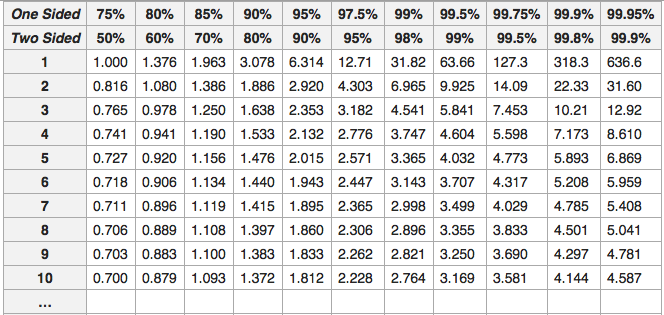 One Sided 75% 80% 85% 90% 95% 97.5% 99% 99.5% 99.75% 99.9% 99.95%
Two Sided 50% 60% 70% 80% 90% 95% 98% 99% 99.5% 99.8% 99.9%
1 1.000 1.376 1.963 3.078 6.314 12.71 31.82 63.66 127.3 318.3 636.6
2 0.816 1.080 1.386 1.886 2.920 4.303 6.965 9.925 14.09 22.33 31.60
3 0.765 0.978 1.250 1.638 2.353 3.182 4.541 5.841 7.453 10.21 12.92
4 0.741 0.941 1.190 1.533 2.132 2.776 3.747 4.604 5.598 7.173 8.610
5 0.727 0.920 1.156 1.476 2.015 2.571 3.365 4.032 4.773 5.893 6.869
6 0.718 0.906 1.134 1.440 1.943 2.447 3.143 3.707 4.317 5.208 5.959
7 0.711 0.896 1.119 1.415 1.895 2.365 2.998 3.499 4.029 4.785 5.408
8 0.706 0.889 1.108 1.397 1.860 2.306 2.896 3.355 3.833 4.501 5.041
9 0.703 0.883 1.100 1.383 1.833 2.262 2.821 3.250 3.690 4.297 4.781
10 0.700 0.879 1.093 1.372 1.812 2.228 2.764 3.169 3.581 4.144 4.587
...